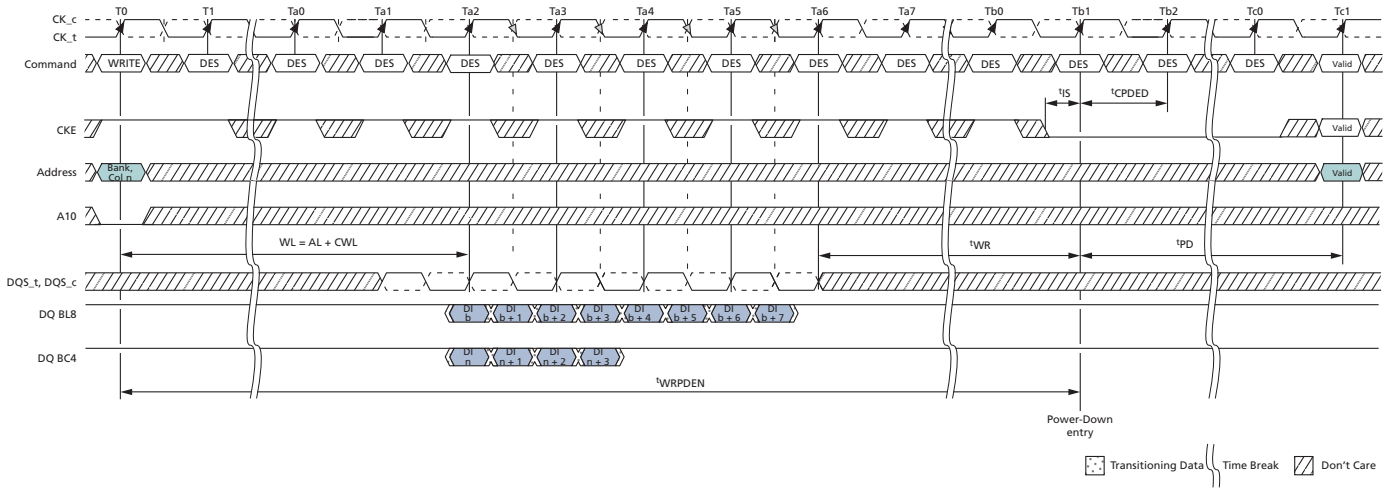 T0 T1 Ta0 Ta1 Ta2 Ta3 Ta4 Ta5 Ta6 Ta7 Tb0 Tb1 Tb2 Tc0 Tc1
CK_c
CK_t
Command WRITE DES DES DES DES DES DES DES DES DES DES DES DES DES Valid
tIS tCPDED
CKE Valid
Address Bank, Valid
Col n
A10
WL = AL + CWL tWR tPD
DQS_t, DQS_c
DQ BL8 DI DI DI DI DI DI DI DI
b b + 1 b + 2 b + 3 b + 4 b + 5 b + 6 b + 7
DQ BC4 DI DI DI DI
n n + 1 n + 2 n + 3
tWRPDEN
Power-Down
entry
Transitioning Data Time Break Don't Care